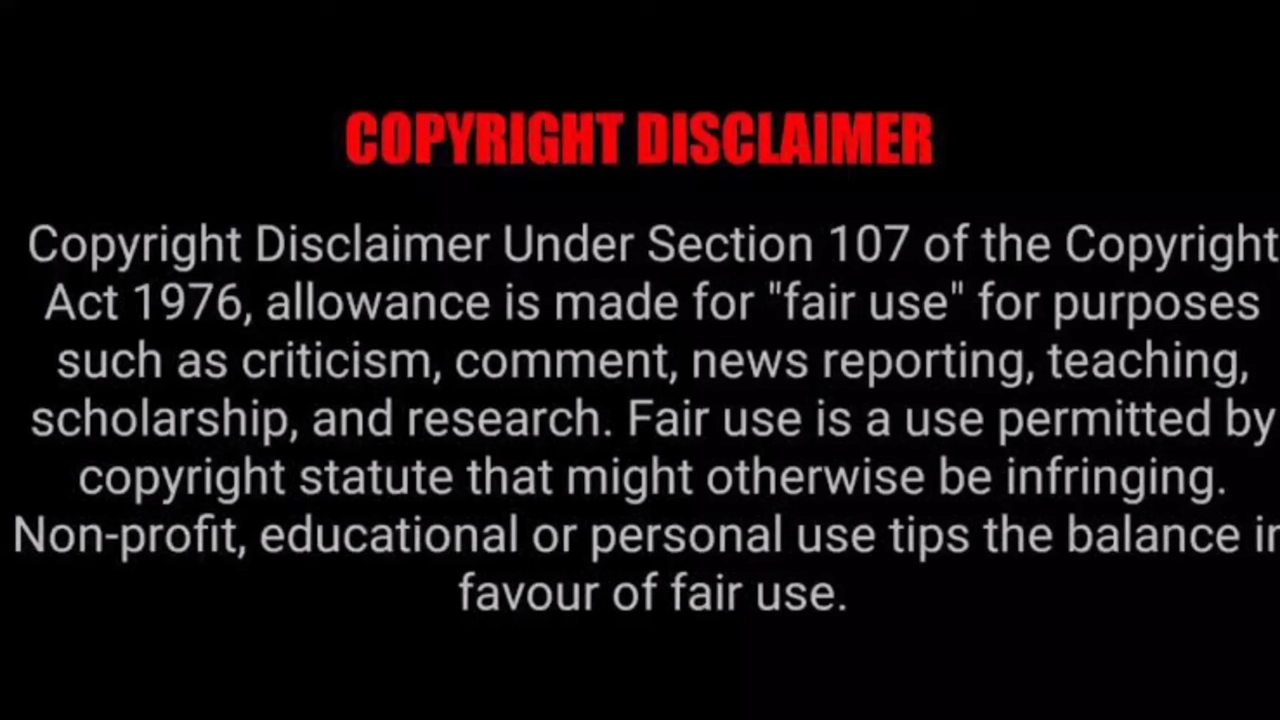 COPYRIGHT DISCLAIMER
Copyright Disclaimer Under Section 107 of the Copyright
Act 1976, allowance is made for "fair use" for purposes
such as criticism, comment, news reporting, teaching,
scholarship, and research. Fair use is a use permitted by
copyright statute that might otherwise be infringing.
Non-profit, educational or personal use tips the balance in
favour of fair use.